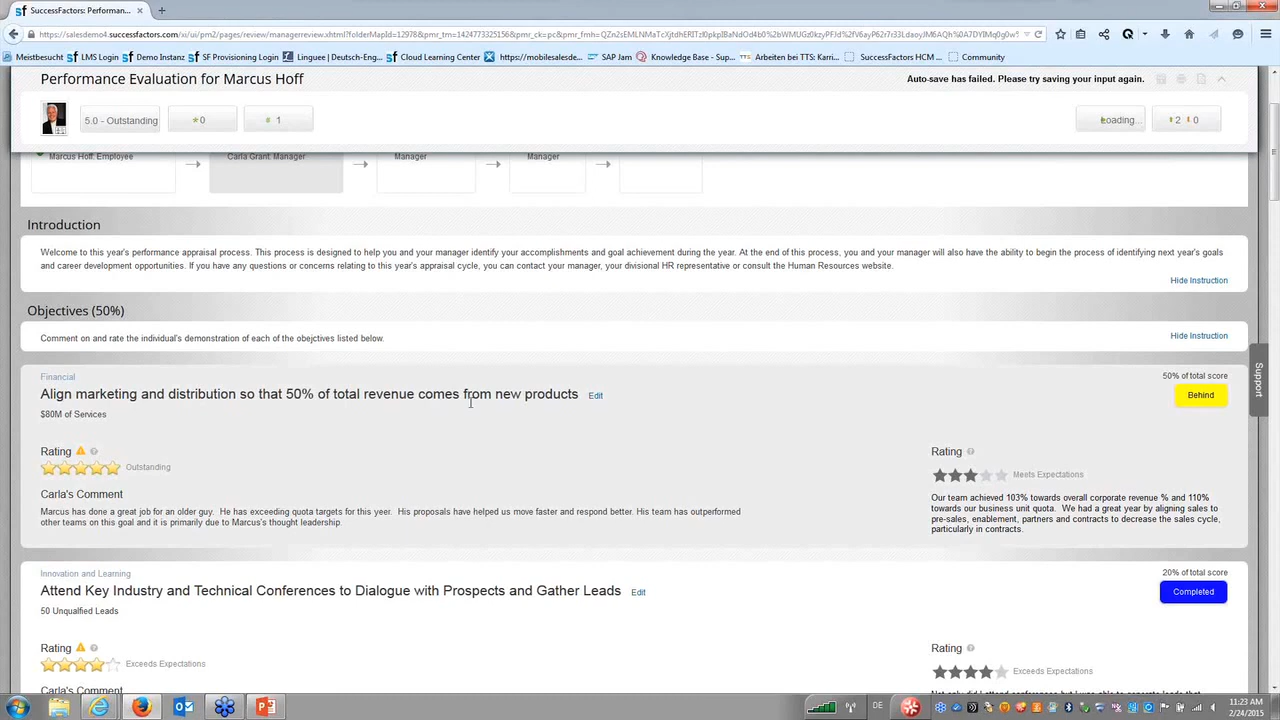 SuccessFactors: Performan...
successfactors.com
Meistbesucht
LMS Login
Demo Instanz
SF Provisioning Login
Linguee | Deutsch-Eng...
Cloud Learning Center
https://mobilesalesde...
SAP Jam
Knowledge Base - Sup...
Arbeiten bei TTS: Karri...
SuccessFactors HCM ...
Community
Performance Evaluation for Marcus Hoff
Auto-save has failed. Please try saving your input again.
5.0 - Outstanding
0
1
Loading...
2
0
Marcus Hoff, Employee
Carla Grant, Manager
Manager
Manager
Introduction
Welcome to this year's performance appraisal process. This process is designed to help you and your manager identify your accomplishments and goal achievement during the year. At the end of this process, you and your manager will also have the ability to begin the process of identifying next year's goals
and career development opportunities. If you have any questions or concerns relating to this year's appraisal cycle, you can contact your manager, your divisional HR representative or consult the Human Resources website.
Hide Instruction
Objectives (50%)
Comment on and rate the individual's demonstration of each of the obejctives listed below.
Hide Instruction
Financial
50% of total score
Align marketing and distribution so that 50% of total revenue comes from new products
Edit
Behind
$80M of Services
Rating
Outstanding
Carla's Comment
Marcus has done a great job for an older guy. He has exceeding quota targets for this year. His proposals have helped us move faster and respond better. His team has outperformed
other teams on this goal and it is primarily due to Marcus's thought leadership.
Rating
Meets Expectations
Our team achieved 103% towards overall corporate revenue % and 110%
towards our business unit quota. We had a great year by aligning sales to
pre-sales, enablement, partners and contracts to decrease the sales cycle,
particularly in contracts.
Support
Innovation and Learning
20% of total score
Attend Key Industry and Technical Conferences to Dialogue with Prospects and Gather Leads
Edit
Completed
50 Unqualfied Leads
Rating
Exceeds Expectations
Carla's Comment
Rating
Exceeds Expectations
Not only did I attend conferences but I was able to generate leads that
DE
11:23 AM
2/24/2015